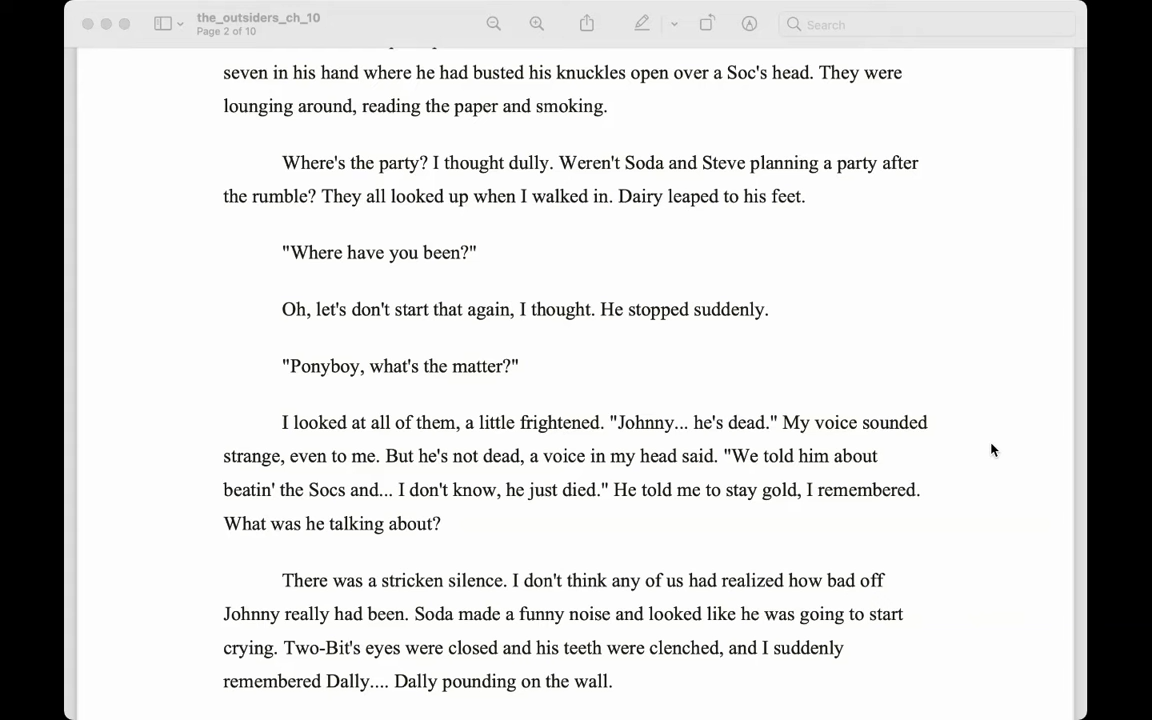 the_outsiders_ch_10
Page 2 of 10
Search
seven in his hand where he had busted his knuckles open over a Soc's head. They were
lounging around, reading the paper and smoking.
Where's the party? I thought dully. Weren't Soda and Steve planning a party after
the rumble? They all looked up when I walked in. Dairy leaped to his feet.
"Where have you been?"
Oh, let's don't start that again, I thought. He stopped suddenly.
"Ponyboy, what's the matter?"
I looked at all of them, a little frightened. "Johnny... he's dead." My voice sounded
strange, even to me. But he's not dead, a voice in my head said. "We told him about
beatin' the Socs and... I don't know, he just died." He told me to stay gold, I remembered.
What was he talking about?
There was a stricken silence. I don't think any of us had realized how bad off
Johnny really had been. Soda made a funny noise and looked like he was going to start
crying. Two-Bit's eyes were closed and his teeth were clenched, and I suddenly
remembered Dally.... Dally pounding on the wall.